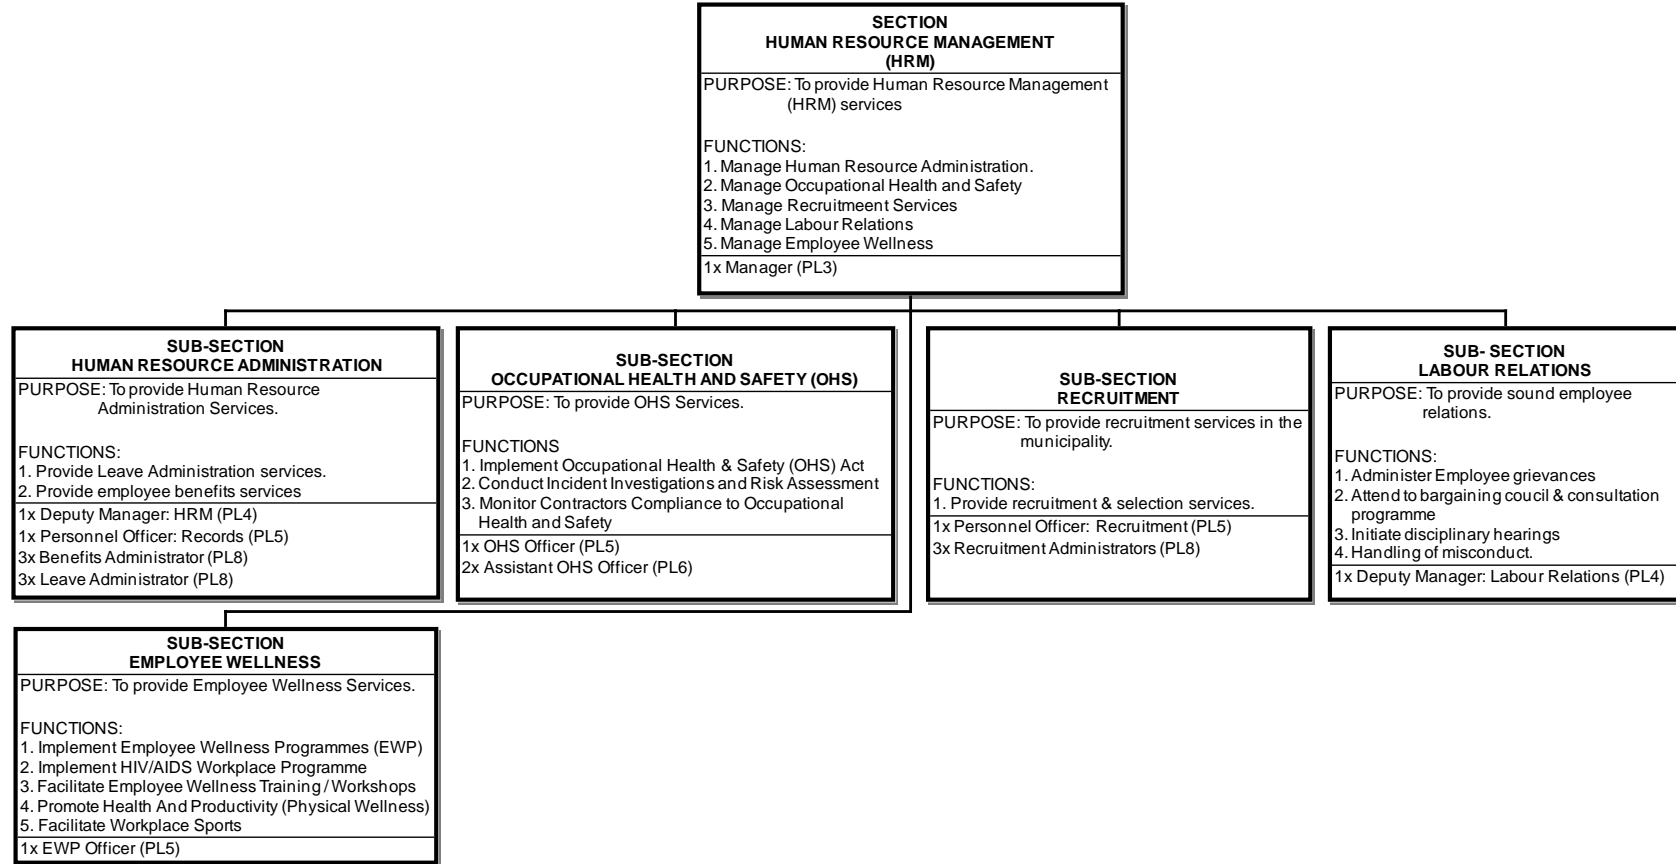 SECTION
HUMAN RESOURCE MANAGEMENT
(HRM)
PURPOSE: To provide Human Resource Management
(HRM) services
FUNCTIONS:
1. Manage Human Resource Administration.
2. Manage Occupational Health and Safety
3. Manage Recruitmeent Services
4. Manage Labour Relations
5. Manage Employee Wellness
1x Manager (PL3)
SUB-SECTION
HUMAN RESOURCE ADMINISTRATION
PURPOSE: To provide Human Resource
Administration Services.
FUNCTIONS:
1. Provide Leave Administration services.
2. Provide employee benefits services
1x Deputy Manager: HRM (PL4)
1x Personnel Officer: Records (PL5)
3x Benefits Administrator (PL8)
3x Leave Administrator (PL8)
SUB-SECTION
OCCUPATIONAL HEALTH AND SAFETY (OHS)
PURPOSE: To provide OHS Services.
FUNCTIONS
1. Implement Occupational Health & Safety (OHS) Act
2. Conduct Incident Investigations and Risk Assessment
3. Monitor Contractors Compliance to Occupational
Health and Safety
1x OHS Officer (PL5)
2x Assistant OHS Officer (PL6)
SUB-SECTION
RECRUITMENT
PURPOSE: To provide recruitment services in the
municipality.
FUNCTIONS:
1. Provide recruitment & selection services.
1x Personnel Officer: Recruitment (PL5)
3x Recruitment Administrators (PL8)
SUB- SECTION
LABOUR RELATIONS
PURPOSE: To provide sound employee
relations.
FUNCTIONS:
1. Administer Employee grievances
2. Attend to bargaining coucil & consultation
programme
3. Initiate disciplinary hearings
4. Handling of misconduct.
1x Deputy Manager: Labour Relations (PL4)
SUB-SECTION
EMPLOYEE WELLNESS
PURPOSE: To provide Employee Wellness Services.
FUNCTIONS:
1. Implement Employee Wellness Programmes (EWP)
2. Implement HIV/AIDS Workplace Programme
3. Facilitate Employee Wellness Training / Workshops
4. Promote Health And Productivity (Physical Wellness)
5. Facilitate Workplace Sports
1x EWP Officer (PL5)